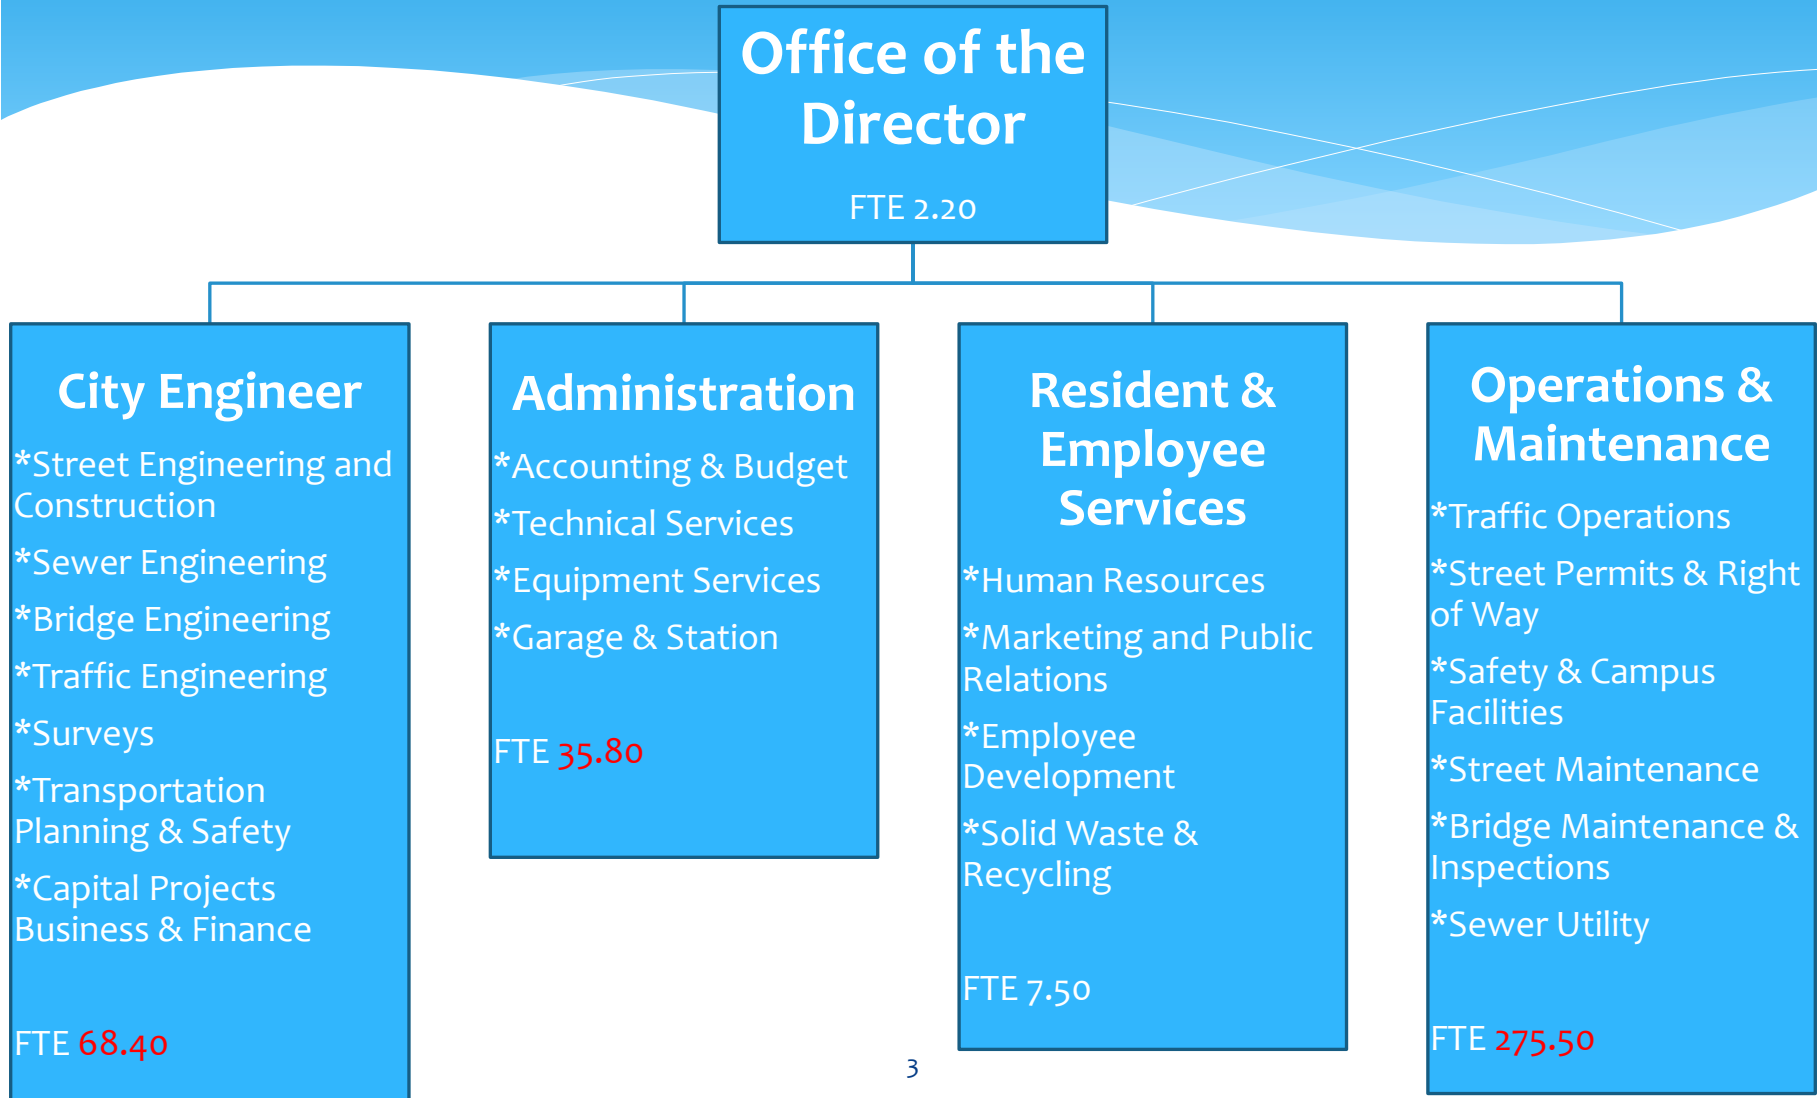 Office of the
Director
FTE 2.20
City Engineer
*Street Engineering and
Construction
*Sewer Engineering
*Bridge Engineering
*Traffic Engineering
*Surveys
*Transportation
Planning & Safety
*Capital Projects
Business & Finance
FTE 68.40
Administration
*Accounting & Budget
*Technical Services
*Equipment Services
*Garage & Station
FTE 35.80
Resident &
Employee
Services
*Human Resources
*Marketing and Public
Relations
*Employee
Development
*Solid Waste &
Recycling
FTE 7.50
Operations &
Maintenance
*Traffic Operations
*Street Permits & Right
of Way
*Safety & Campus
Facilities
*Street Maintenance
*Bridge Maintenance &
Inspections
*Sewer Utility
FTE 275.50
3